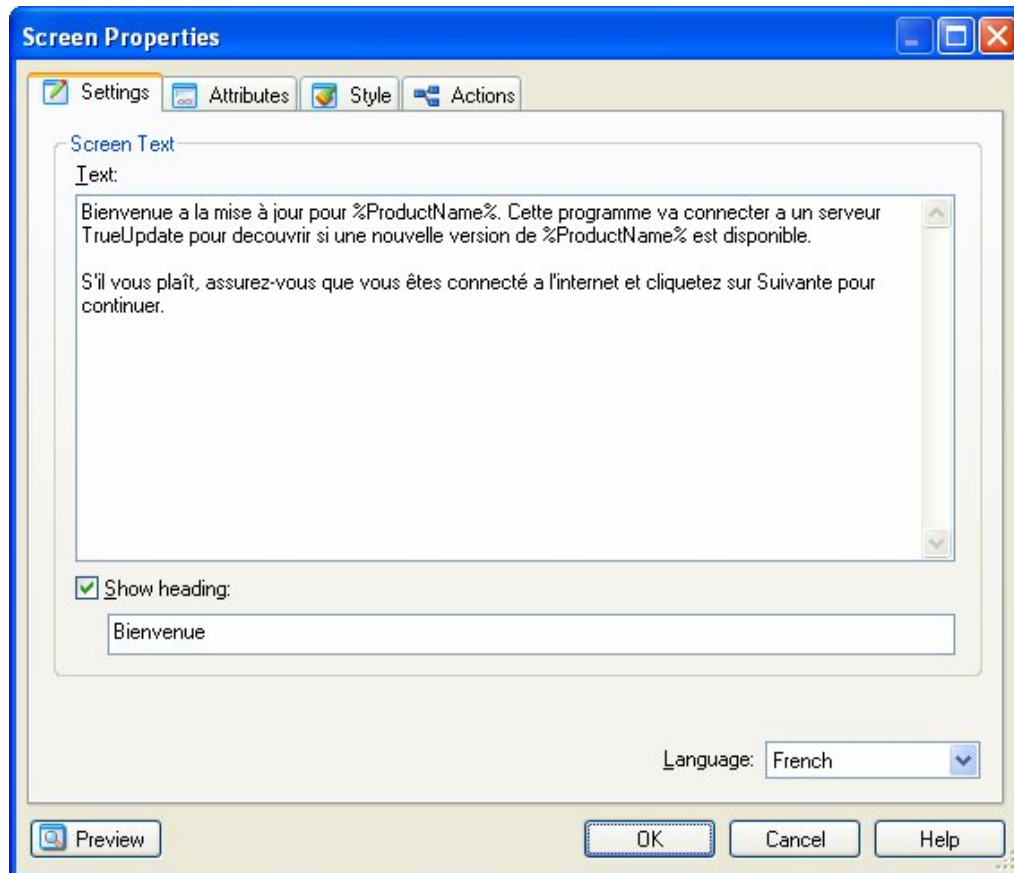 Screen Properties
Settings
Attributes
Style
Actions
Screen Text
Text:
Bienvenue a la mise à jour pour %ProductName%. Cette programme va connecter a un serveur
TrueUpdate pour decouvrir si une nouvelle version de %ProductName% est disponible.
S'il vous plaît, assurez-vous que vous êtes connecté a l'internet et cliquetez sur Suivante pour
continuer.
Show heading:
Bienvenue
Language: French
Preview
OK
Cancel
Help